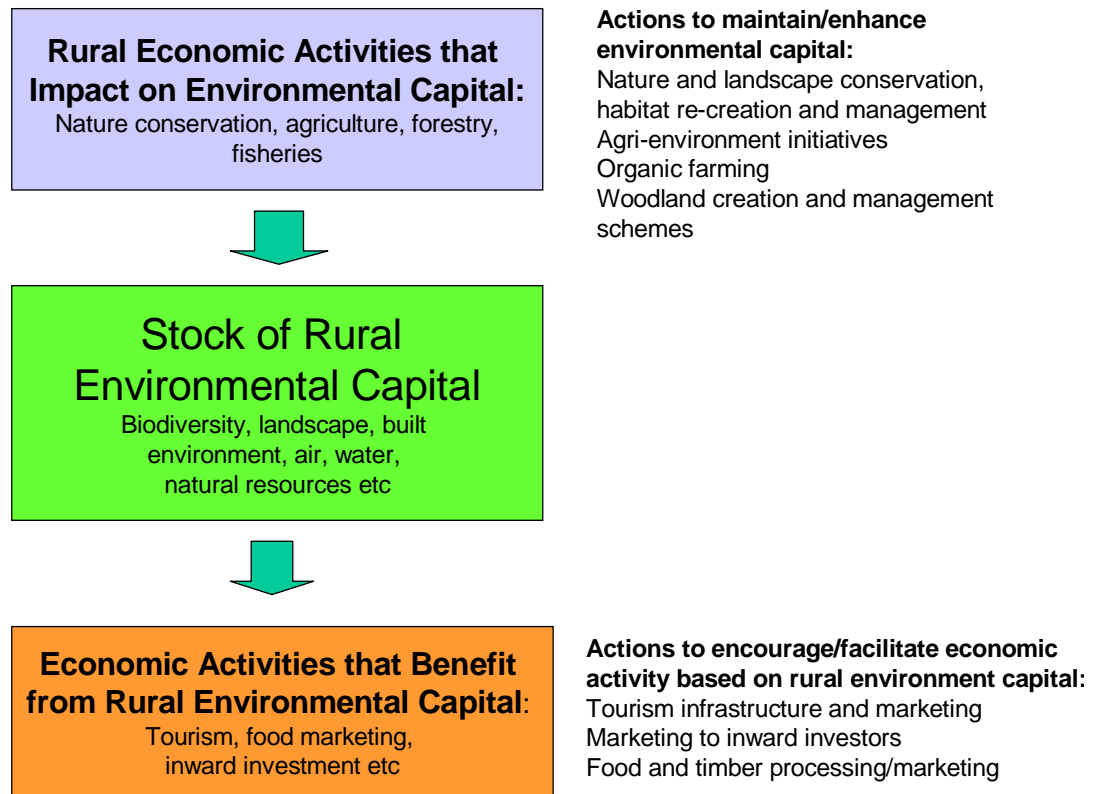 Rural Economic Activities that
Impact on Environmental Capital:
Nature conservation, agriculture, forestry,
fisheries
Actions to maintain/enhance
environmental capital:
Nature and landscape conservation,
habitat re-creation and management
Agri-environment initiatives
Organic farming
Woodland creation and management
schemes
Stock of Rural
Environmental Capital
Biodiversity, landscape, built
environment, air, water,
natural resources etc
Economic Activities that Benefit
from Rural Environmental Capital:
Tourism, food marketing,
inward investment etc
Actions to encourage/facilitate economic
activity based on rural environment capital:
Tourism infrastructure and marketing
Marketing to inward investors
Food and timber processing/marketing